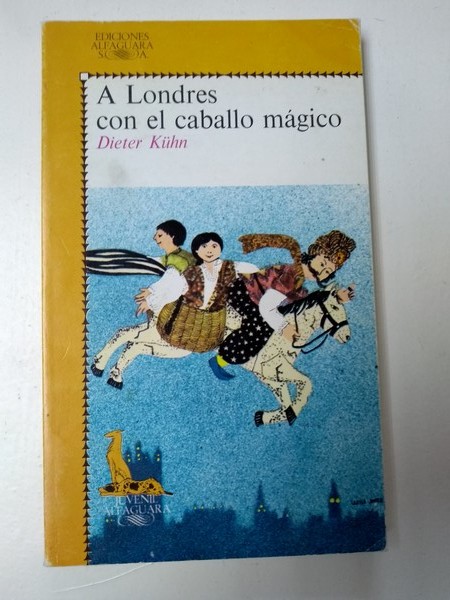 EDICIONES
ALFAGUARA
S. A.
A Londres
con el caballo mágico
Dieter Kühn
JUVENIL
ALFAGUARA